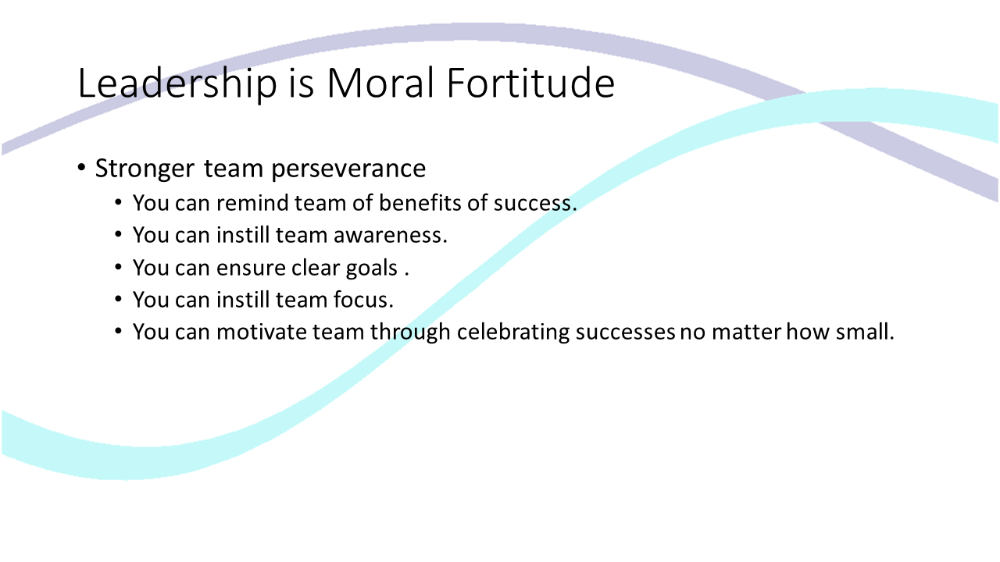 Leadership is Moral Fortitude
• Stronger team perseverance
• You can remind team of benefits of success.
• You can instill team awareness.
• You can ensure clear goals .
• You can instill team focus.
• You can motivate team through celebrating successes no matter how small.